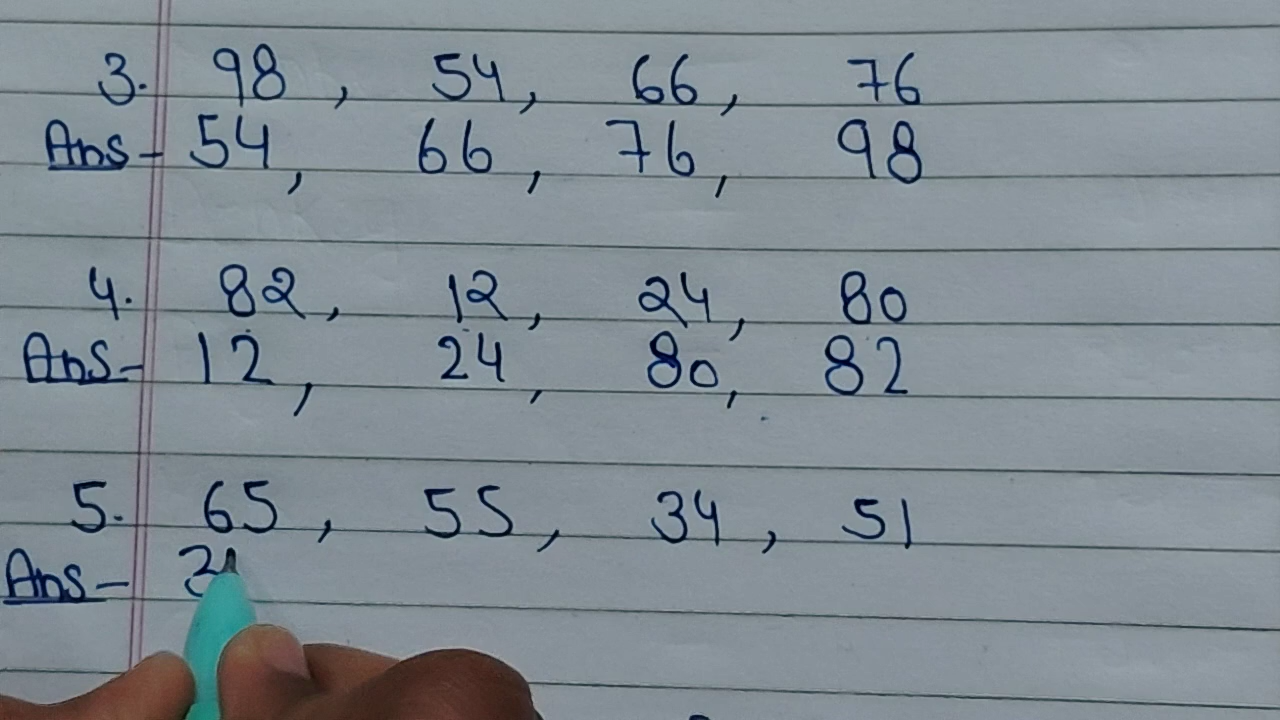 3. 98, 54, 66, 76
Ans- 54, 66, 76, 98
4. 82, 12, 24, 80
Ans- 12, 24, 80, 82
5. 65, 55, 34, 51
Ans- 3